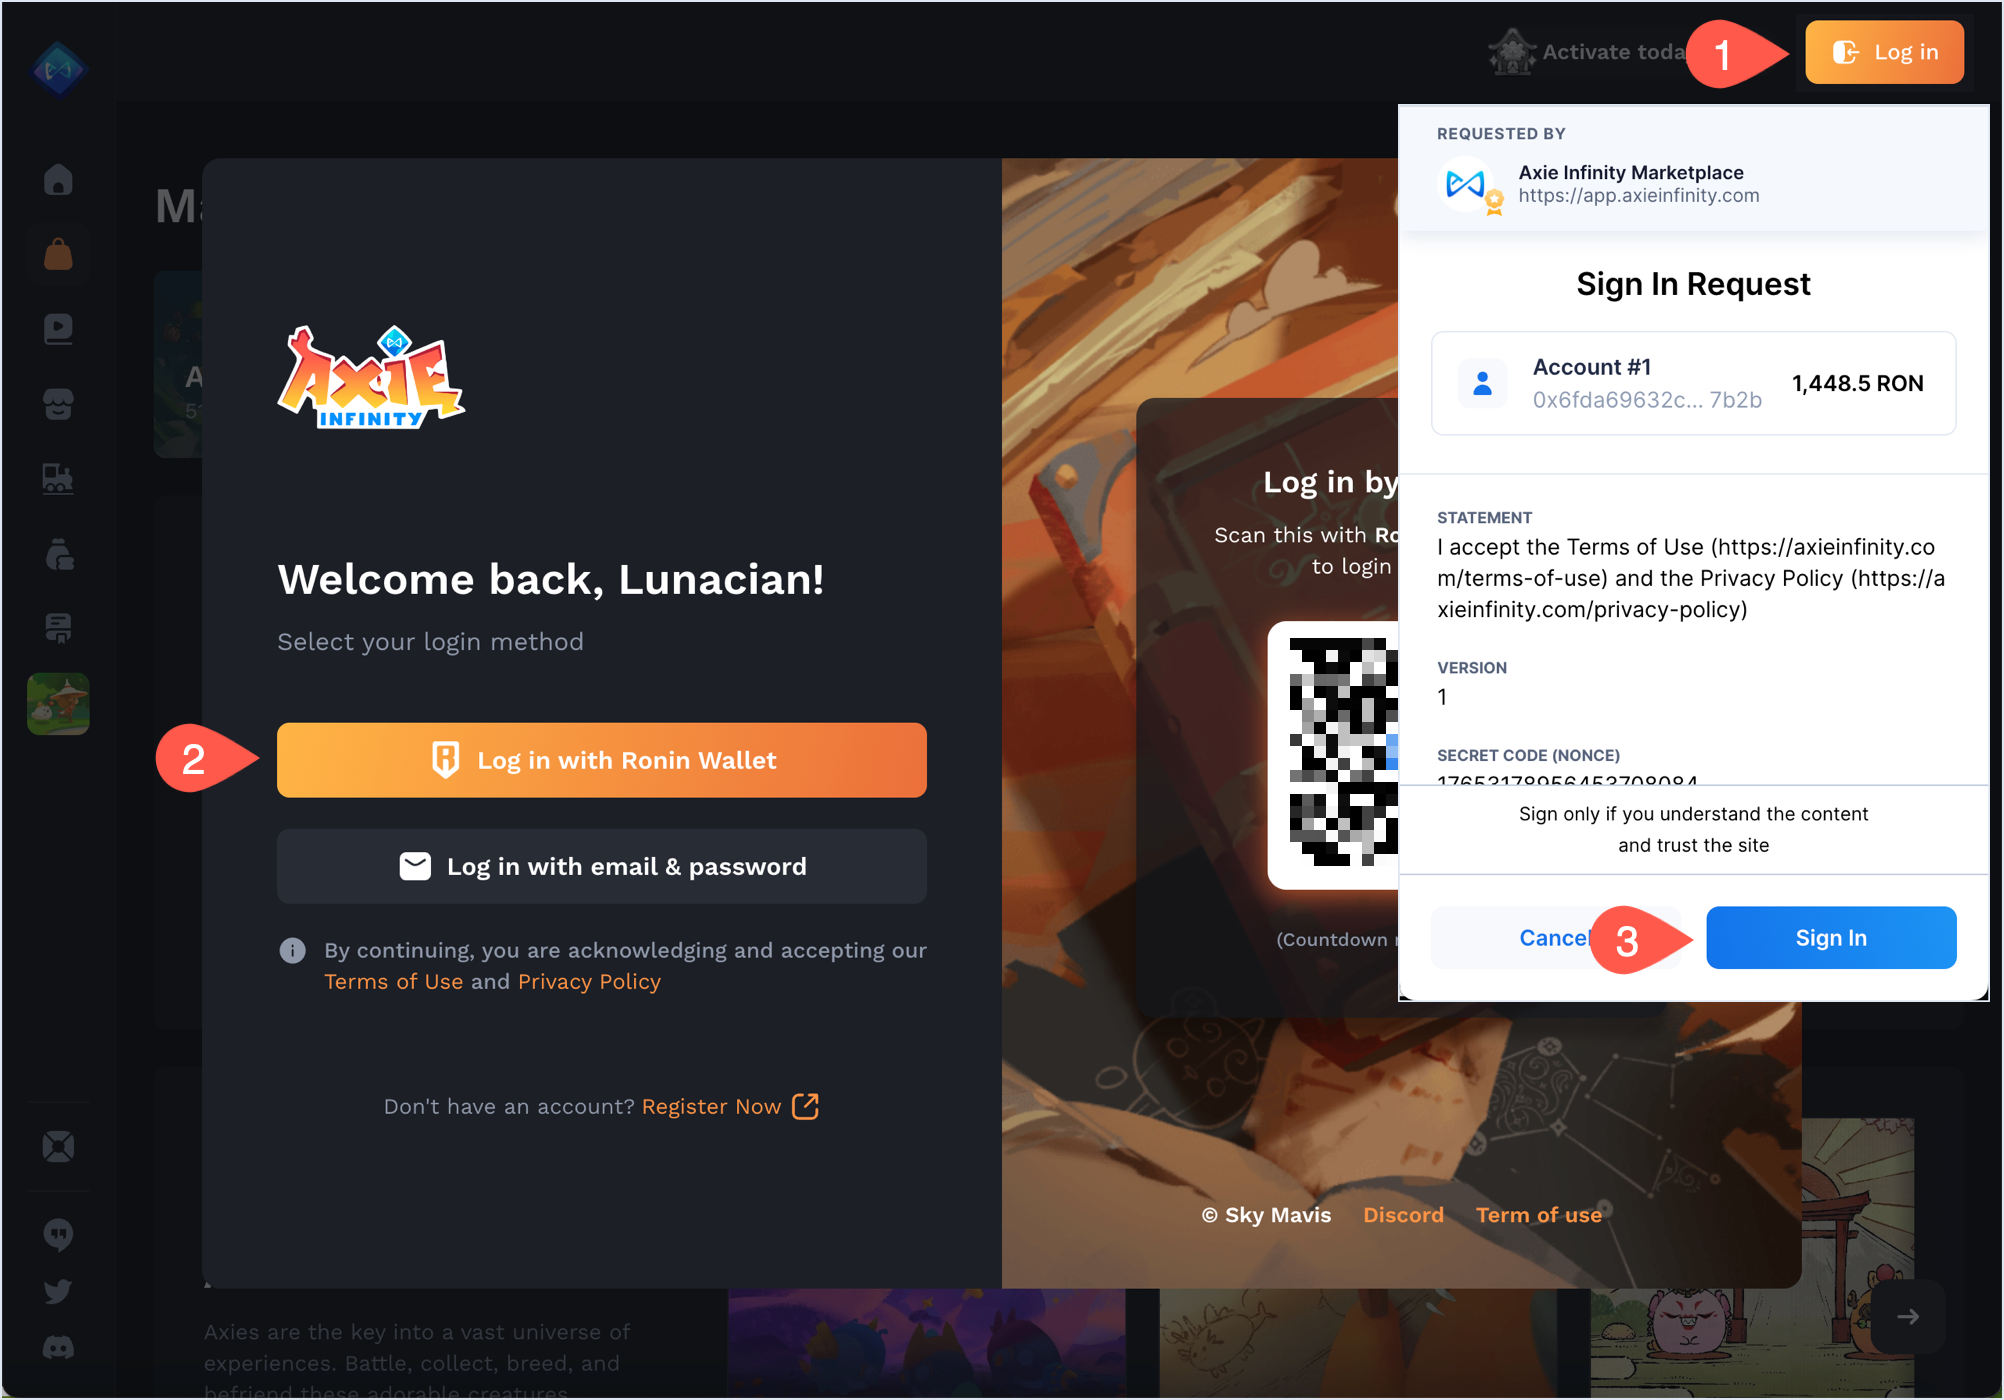 Activate toda
1
Log in
REQUESTED BY
Axie Infinity Marketplace
https://app.axieinfinity.com
Sign In Request
Account #1
0x6fda69632c... 7b2b
1,448.5 RON
STATEMENT
I accept the Terms of Use (https://axieinfinity.co
m/terms-of-use) and the Privacy Policy (https://a
xieinfinity.com/privacy-policy)
VERSION
1
SECRET CODE (NONCE)
17653178956453708084
Sign only if you understand the content
and trust the site
Cancel
3
Sign In
Ma
A
51
AXIE
INFINITY
Welcome back, Lunacian!
Select your login method
2
Log in with Ronin Wallet
Log in with email & password
By continuing, you are acknowledging and accepting our
Terms of Use and Privacy Policy
Don't have an account? Register Now
Log in by
Scan this with Ro
to login
(Countdown
© Sky Mavis
Discord
Term of use
Axies are the key into a vast universe of
experiences. Battle, collect, breed, and
befriend these adorable creatures